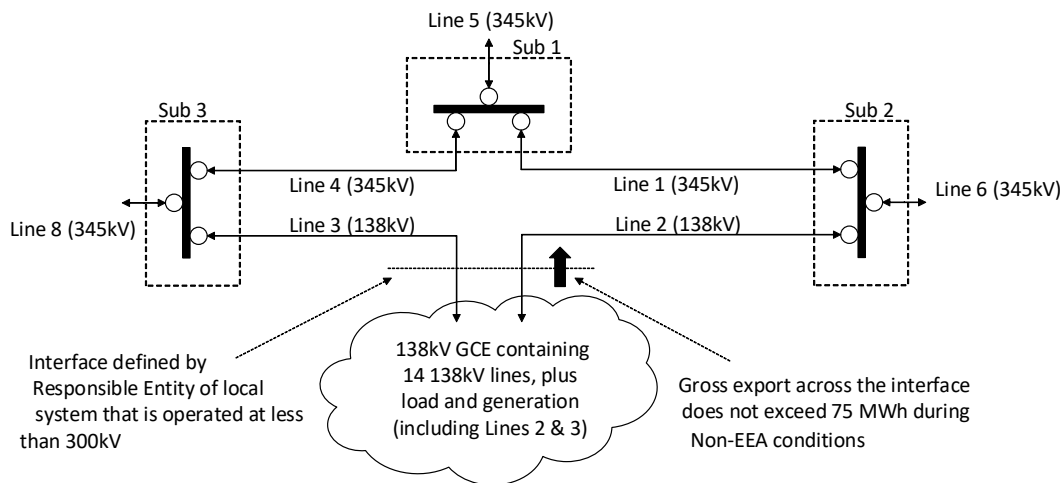 Line 5 (345kV)
Sub 1
Sub 3
Sub 2
Line 4 (345kV)
Line 1 (345kV)
Line 8 (345kV)
Line 6 (345kV)
Line 3 (138kV)
Line 2 (138kV)
Interface defined by
Responsible Entity of local
system that is operated at less
than 300kV
138kV GCE containing
14 138kV lines, plus
load and generation
(including Lines 2 & 3)
Gross export across the interface
does not exceed 75 MWh during
Non-EEA conditions